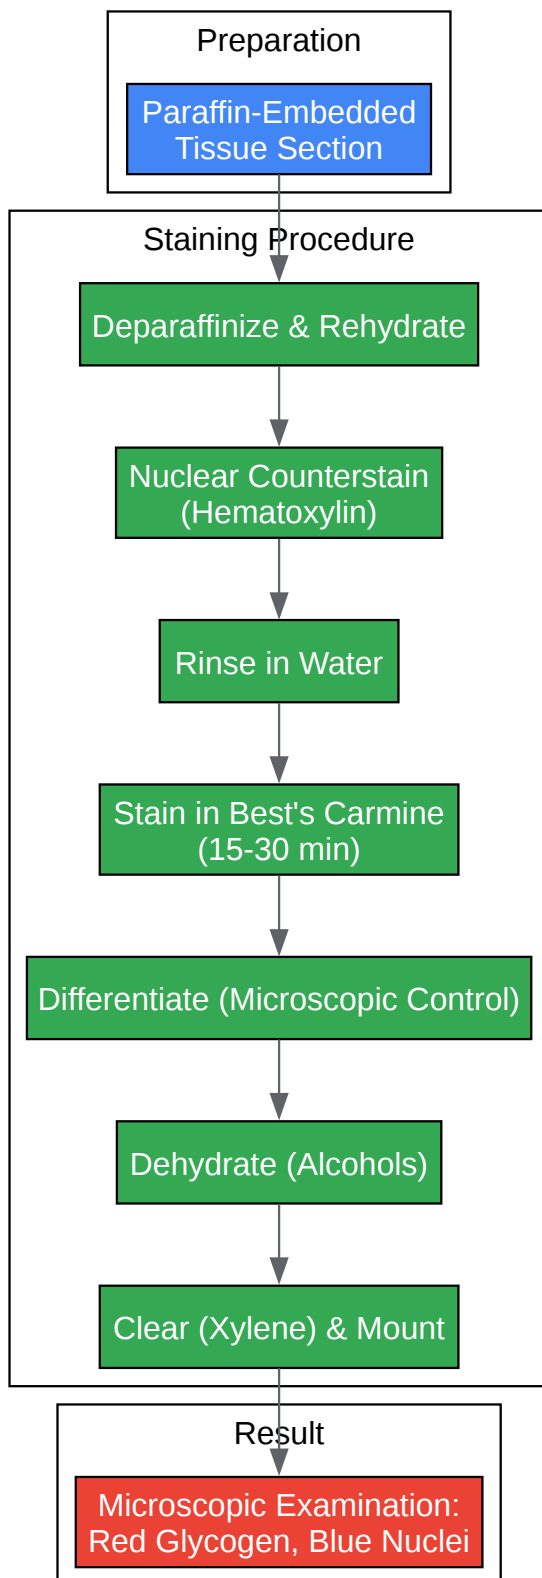 Preparation
Paraffin-Embedded
Tissue Section
Staining Procedure
Deparaffinize & Rehydrate
Nuclear Counterstain
(Hematoxylin)
Rinse in Water
Stain in Best's Carmine
(15-30 min)
Differentiate (Microscopic Control)
Dehydrate (Alcohols)
Clear (Xylene) & Mount
Result
Microscopic Examination:
Red Glycogen, Blue Nuclei